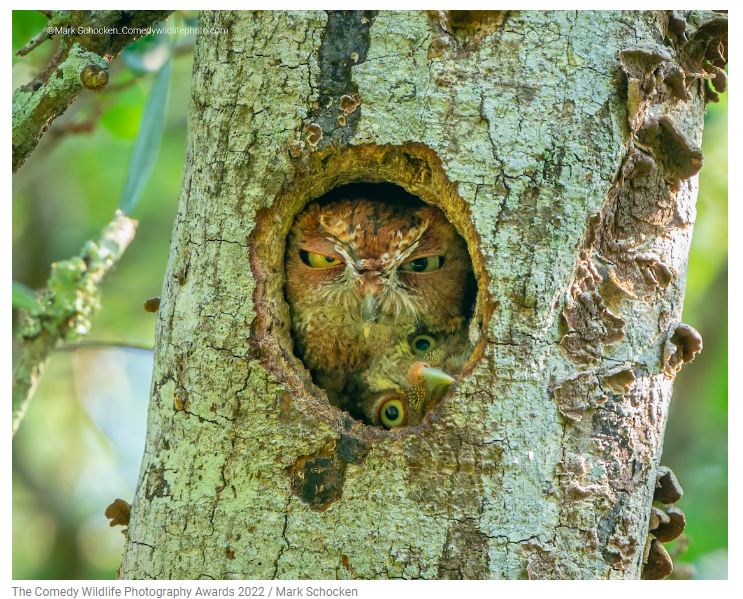 ©Mark Schocken_Comedywildlifephoto.com
The Comedy Wildlife Photography Awards 2022 / Mark Schocken